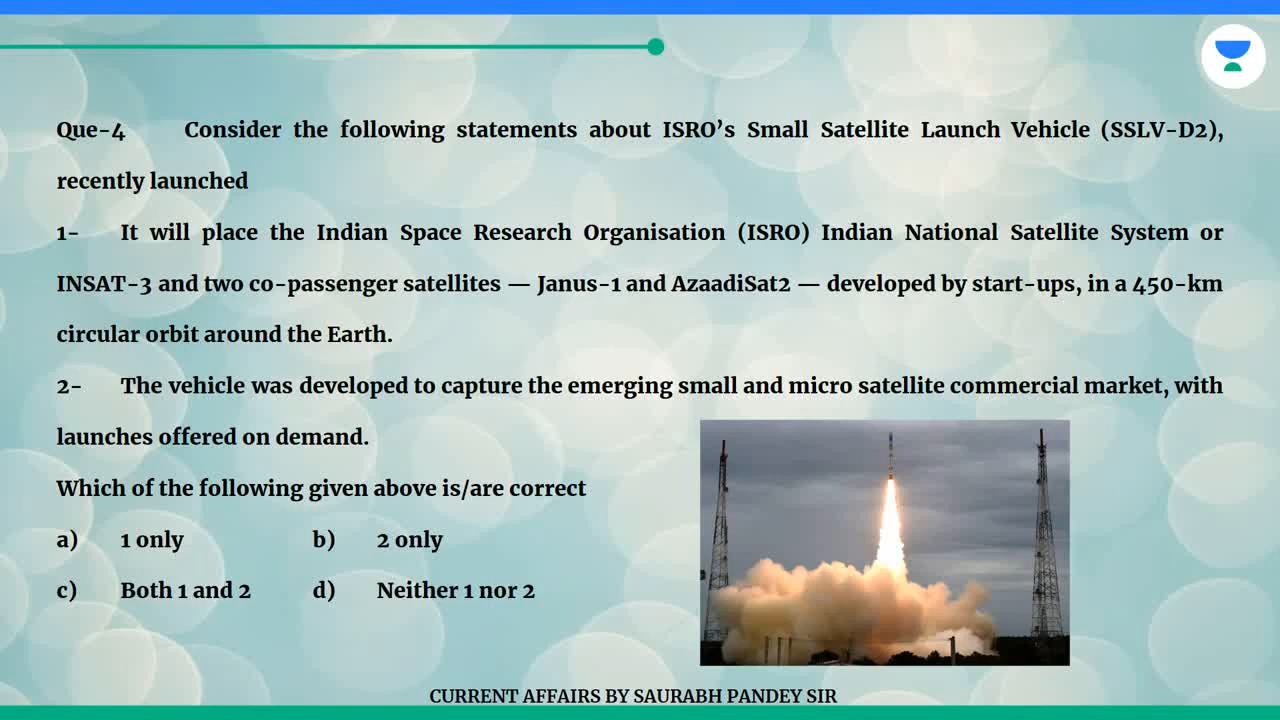 Que-4 Consider the following statements about ISRO’s Small Satellite Launch Vehicle (SSLV-D2),
recently launched
1- It will place the Indian Space Research Organisation (ISRO) Indian National Satellite System or
INSAT-3 and two co-passenger satellites — Janus-1 and AzaadiSat2 — developed by start-ups, in a 450-km
circular orbit around the Earth.
2- The vehicle was developed to capture the emerging small and micro satellite commercial market, with
launches offered on demand.
Which of the following given above is/are correct
a) 1 only b) 2 only
c) Both 1 and 2 d) Neither 1 nor 2
CURRENT AFFAIRS BY SAURABH PANDEY SIR